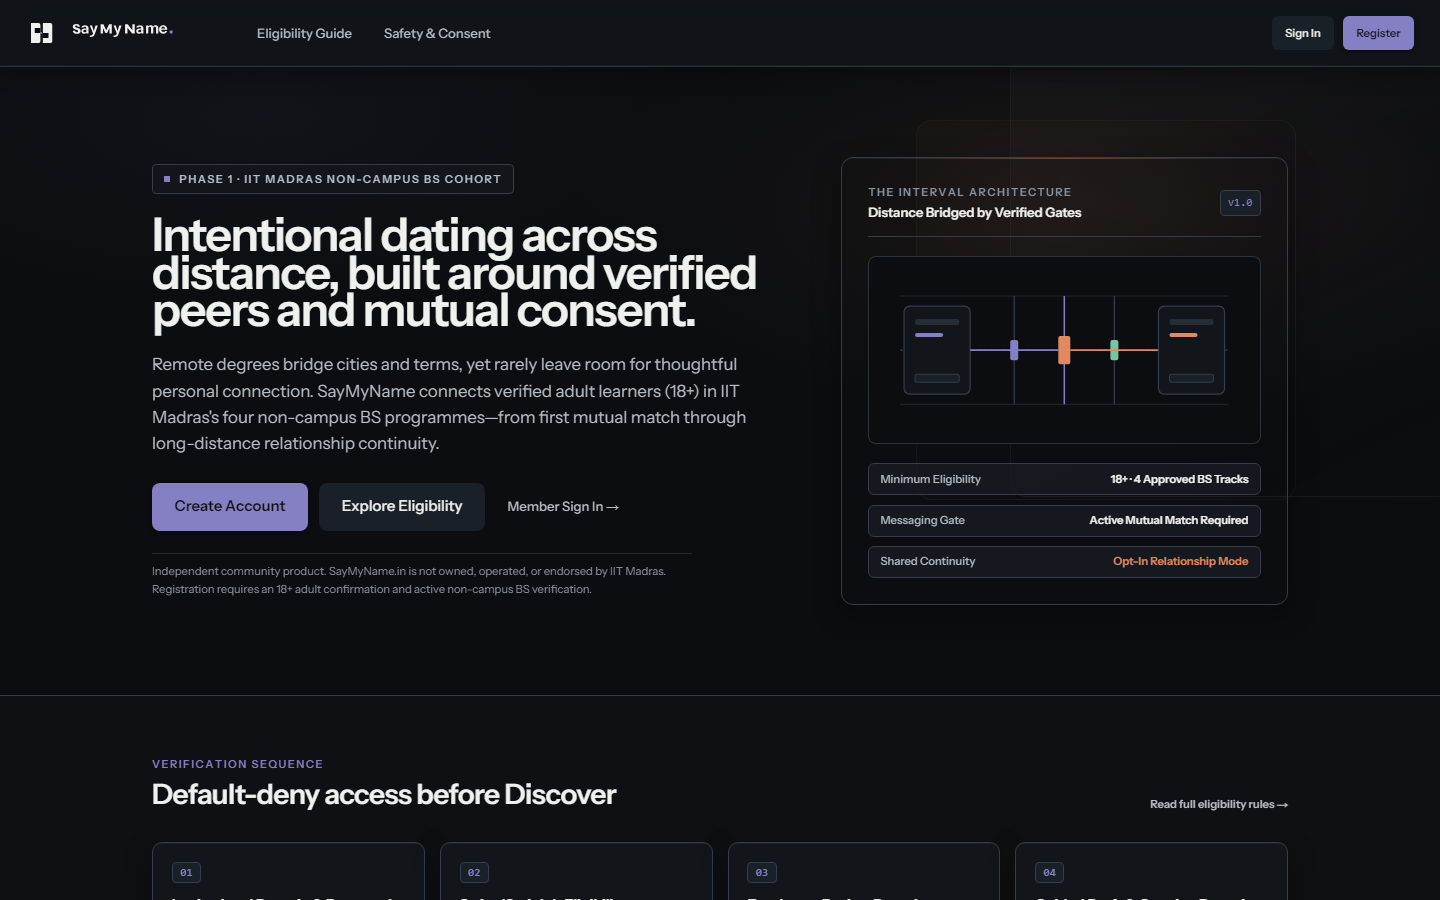 SayMyName.
Eligibility Guide
Safety & Consent
Sign In
Register
PHASE 1 · IIT MADRAS NON-CAMPUS BS COHORT
Intentional dating across
distance, built around verified
peers and mutual consent.
Remote degrees bridge cities and terms, yet rarely leave room for thoughtful
personal connection. SayMyName connects verified adult learners (18+) in IIT
Madras's four non-campus BS programmes—from first mutual match through
long-distance relationship continuity.
Create Account
Explore Eligibility
Member Sign In →
Independent community product. SayMyName.in is not owned, operated, or endorsed by IIT Madras.
Registration requires an 18+ adult confirmation and active non-campus BS verification.
THE INTERVAL ARCHITECTURE
Distance Bridged by Verified Gates
v1.0
Minimum Eligibility
18+ · 4 Approved BS Tracks
Messaging Gate
Active Mutual Match Required
Shared Continuity
Opt-In Relationship Mode
VERIFICATION SEQUENCE
Default-deny access before Discover
Read full eligibility rules →
01
02
03
04